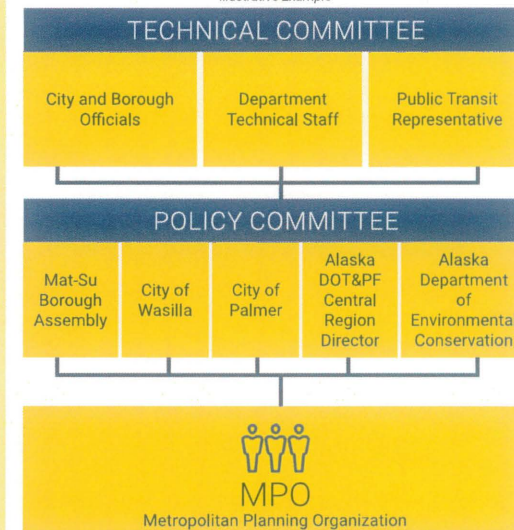 Illustrative Example
TECHNICAL COMMITTEE
City and Borough
Officials
Department
Technical Staff
Public Transit
Representative
POLICY COMMITTEE
Mat-Su
Borough
Assembly
City of
Wasilla
City of
Palmer
Alaska
DOT&PF
Central
Region
Director
Alaska
Department
of
Environmental
Conservation
MPO
Metropolitan Planning Organization